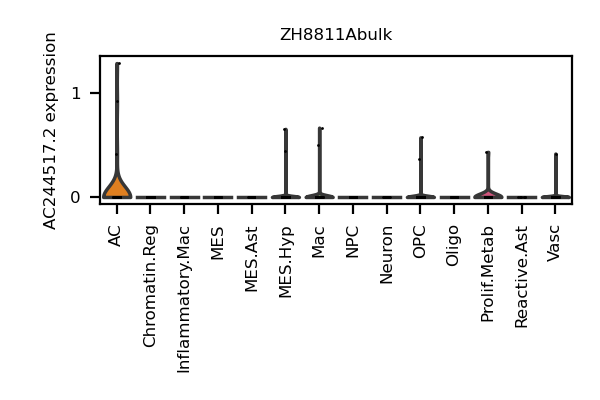 ZH8811Abulk
AC244517.2 expression
1
0
AC
Chromatin.Reg
Inflammatory.Mac
MES
MES.Ast
MES.Hyp
Mac
NPC
Neuron
OPC
Oligo
Prolif.Metab
Reactive.Ast
Vasc